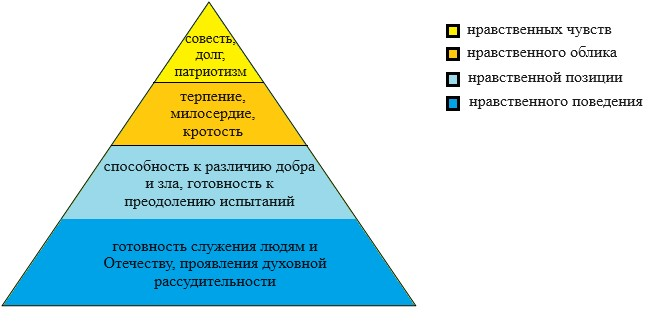 совесть,
долг,
патриотизм
терпение,
милосердие,
кротость
способность к различию добра
и зла, готовность к
преодолению испытаний
готовность служения людям и
Отечеству, проявления духовной
рассудительности
нравственных чувств
нравственного облика
нравственной позиции
нравственного поведения